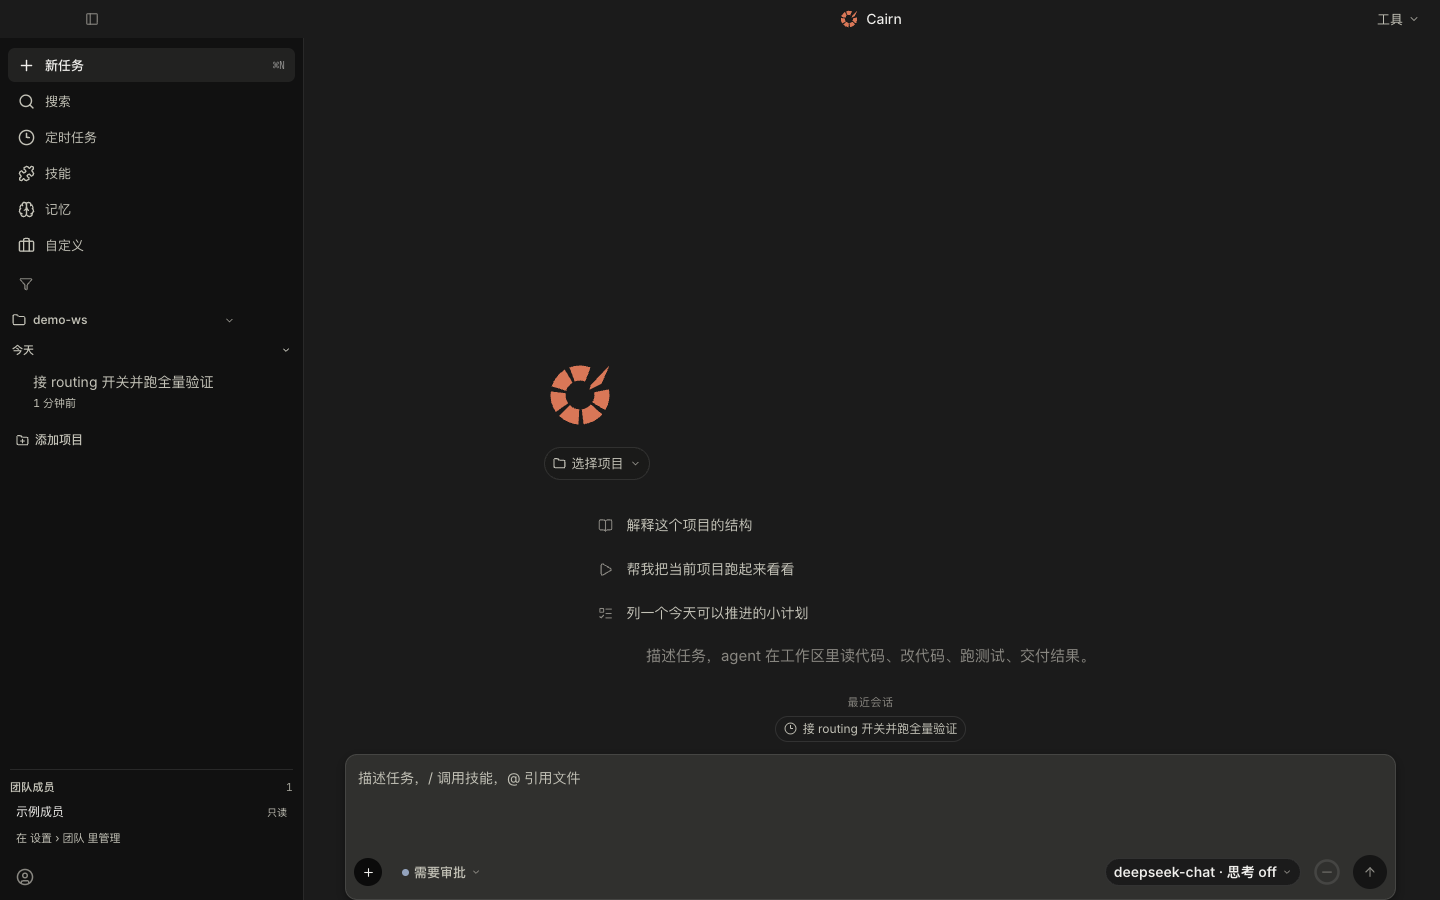 Cairn
工具
新任务
⌘N
搜索
定时任务
技能
记忆
自定义
demo-ws
今天
接 routing 开关并跑全量验证
1 分钟前
添加项目
选择项目
解释这个项目的结构
帮我把当前项目跑起来看看
列一个今天可以推进的小计划
描述任务，agent 在工作区里读代码、改代码、跑测试、交付结果。
最近会话
接 routing 开关并跑全量验证
描述任务，/ 调用技能，@ 引用文件
需要审批
deepseek-chat · 思考 off
团队成员
1
示例成员
只读
在 设置 › 团队 里管理